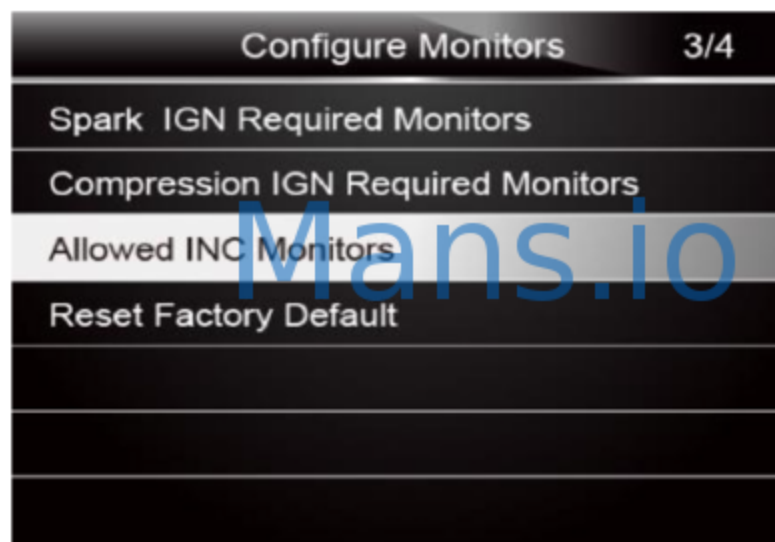 Configure Monitors 3/4
Spark IGN Required Monitors
Compression IGN Required Monitors
Allowed INC Monitors
Reset Factory Default
Mans.io